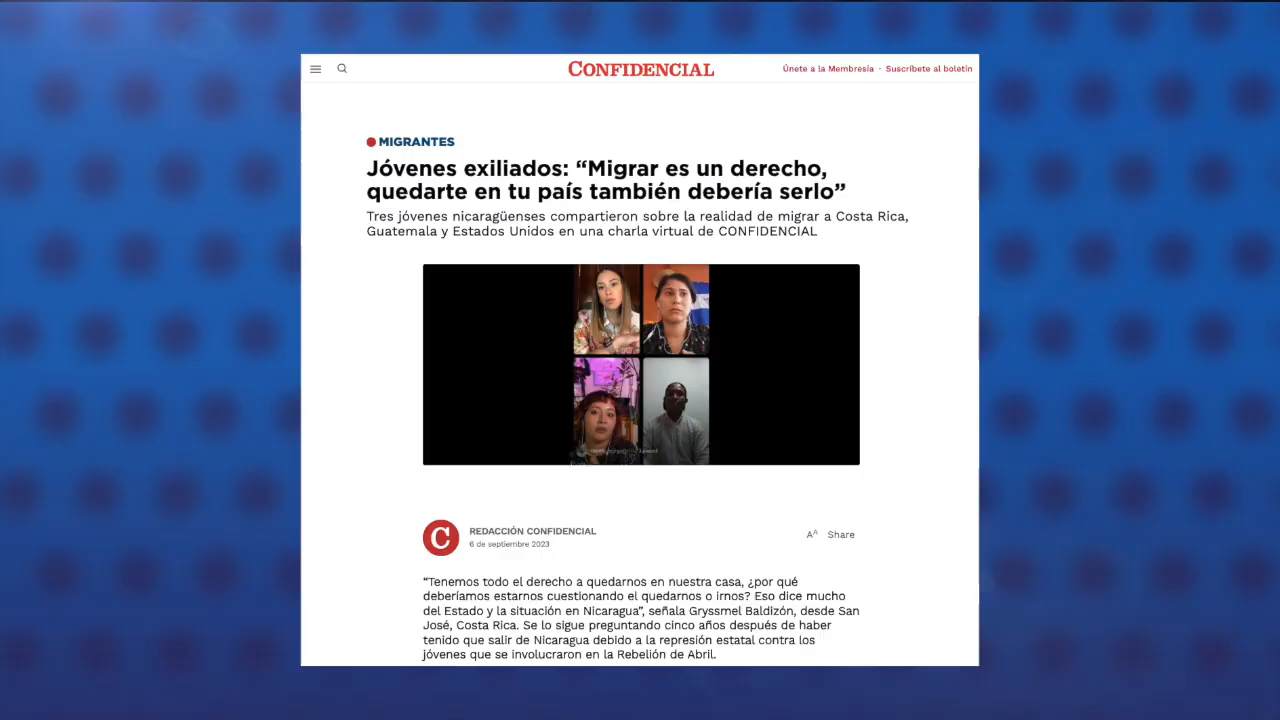 CONFIDENCIAL
Únete a la Membresía · Suscríbete al boletín
MIGRANTES
Jóvenes exiliados: “Migrar es un derecho,
quedarte en tu país también debería serlo”
Tres jóvenes nicaragüenses compartieron sobre la realidad de migrar a Costa Rica,
Guatemala y Estados Unidos en una charla virtual de CONFIDENCIAL
C
REDACCIÓN CONFIDENCIAL
6 de septiembre 2023
AA Share
“Tenemos todo el derecho a quedarnos en nuestra casa, ¿por qué
deberíamos estarnos cuestionando el quedarnos o irnos? Eso dice mucho
del Estado y la situación en Nicaragua”, señala Gryssmel Baldizón, desde San
José, Costa Rica. Se lo sigue preguntando cinco años después de haber
tenido que salir de Nicaragua debido a la represión estatal contra los
jóvenes que se involucraron en la Rebelión de Abril.